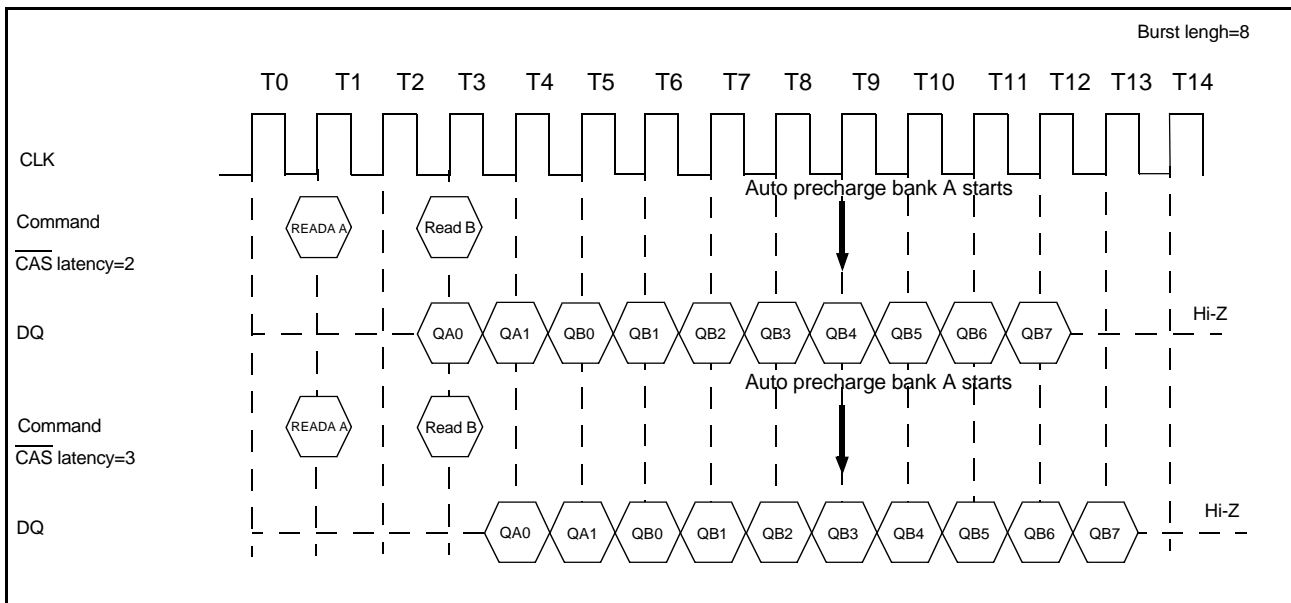 Burst lengh=8
T0 T1 T2 T3 T4 T5 T6 T7 T8 T9 T10 T11 T12 T13 T14
CLK
Auto precharge bank A starts
Command
READA A Read B
CAS latency=2
Hi-Z
DQ
QA0 QA1 QB0 QB1 QB2 QB3 QB4 QB5 QB6 QB7
Auto precharge bank A starts
Command
READA A Read B
CAS latency=3
Hi-Z
DQ
QA0 QA1 QB0 QB1 QB2 QB3 QB4 QB5 QB6 QB7